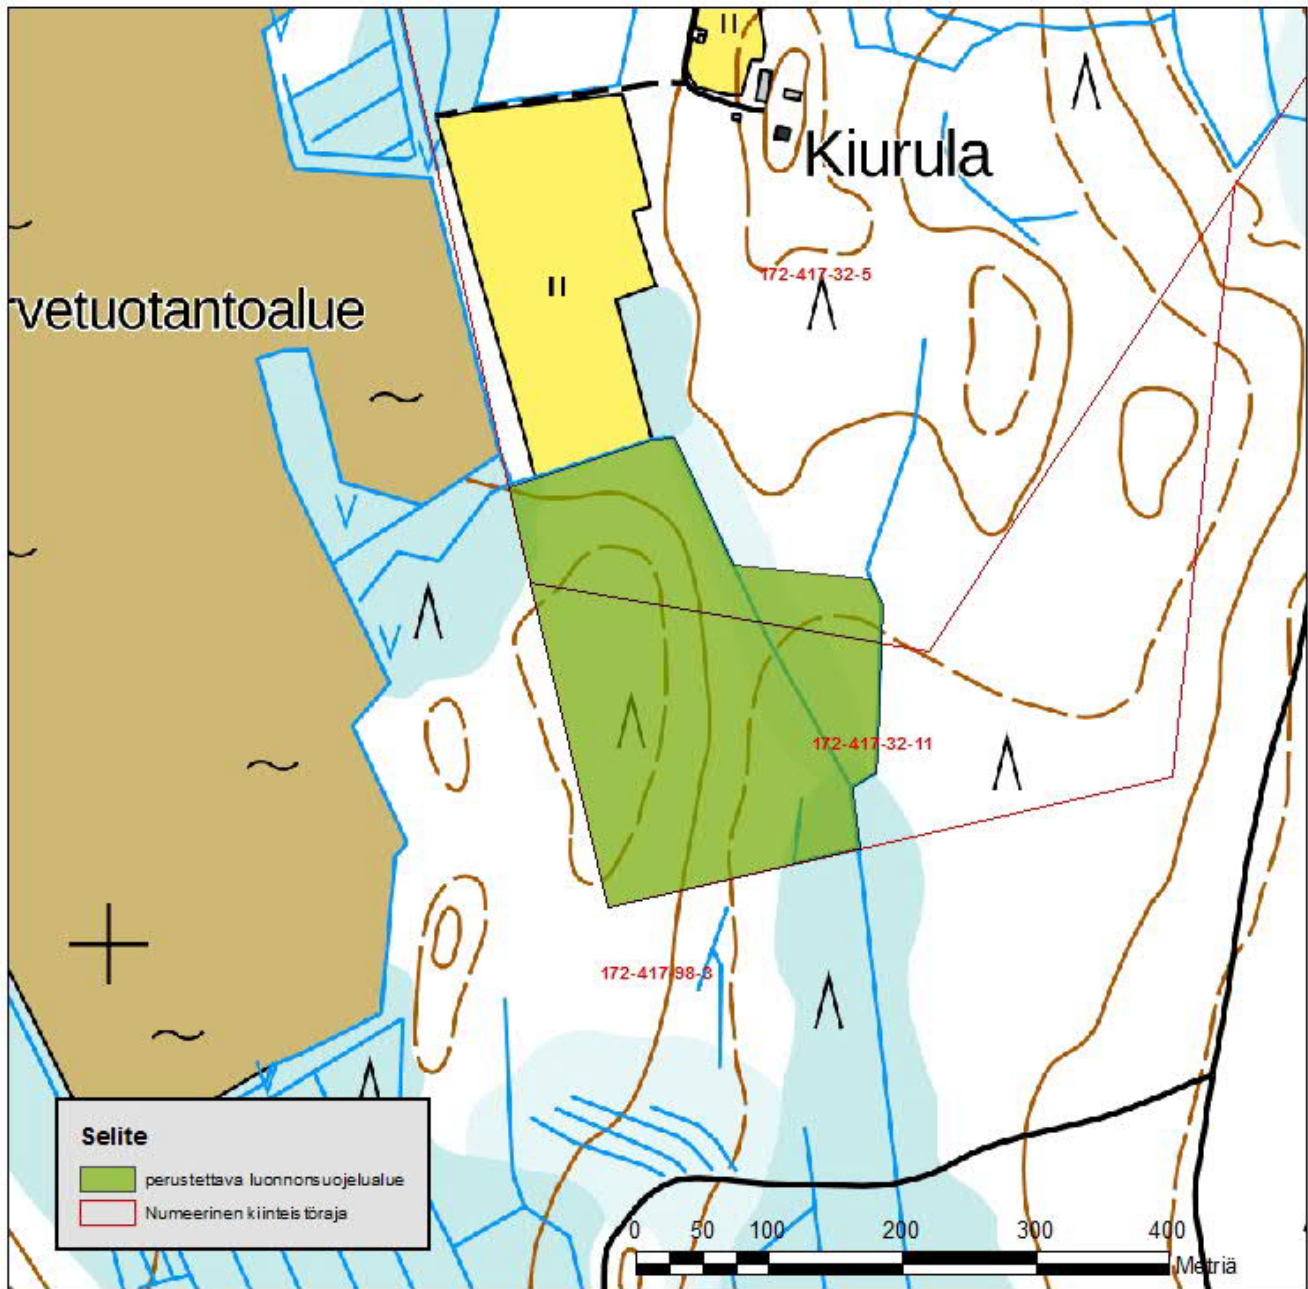 II
Kiurula
172-417-32-5
II
vetuotantoalue
172-417-32-11
172-417-98-3
Selite
perustettava luonnonsuojelualue
Numeerinen kiinteistöraja
0 50 100 200 300 400
Metriä